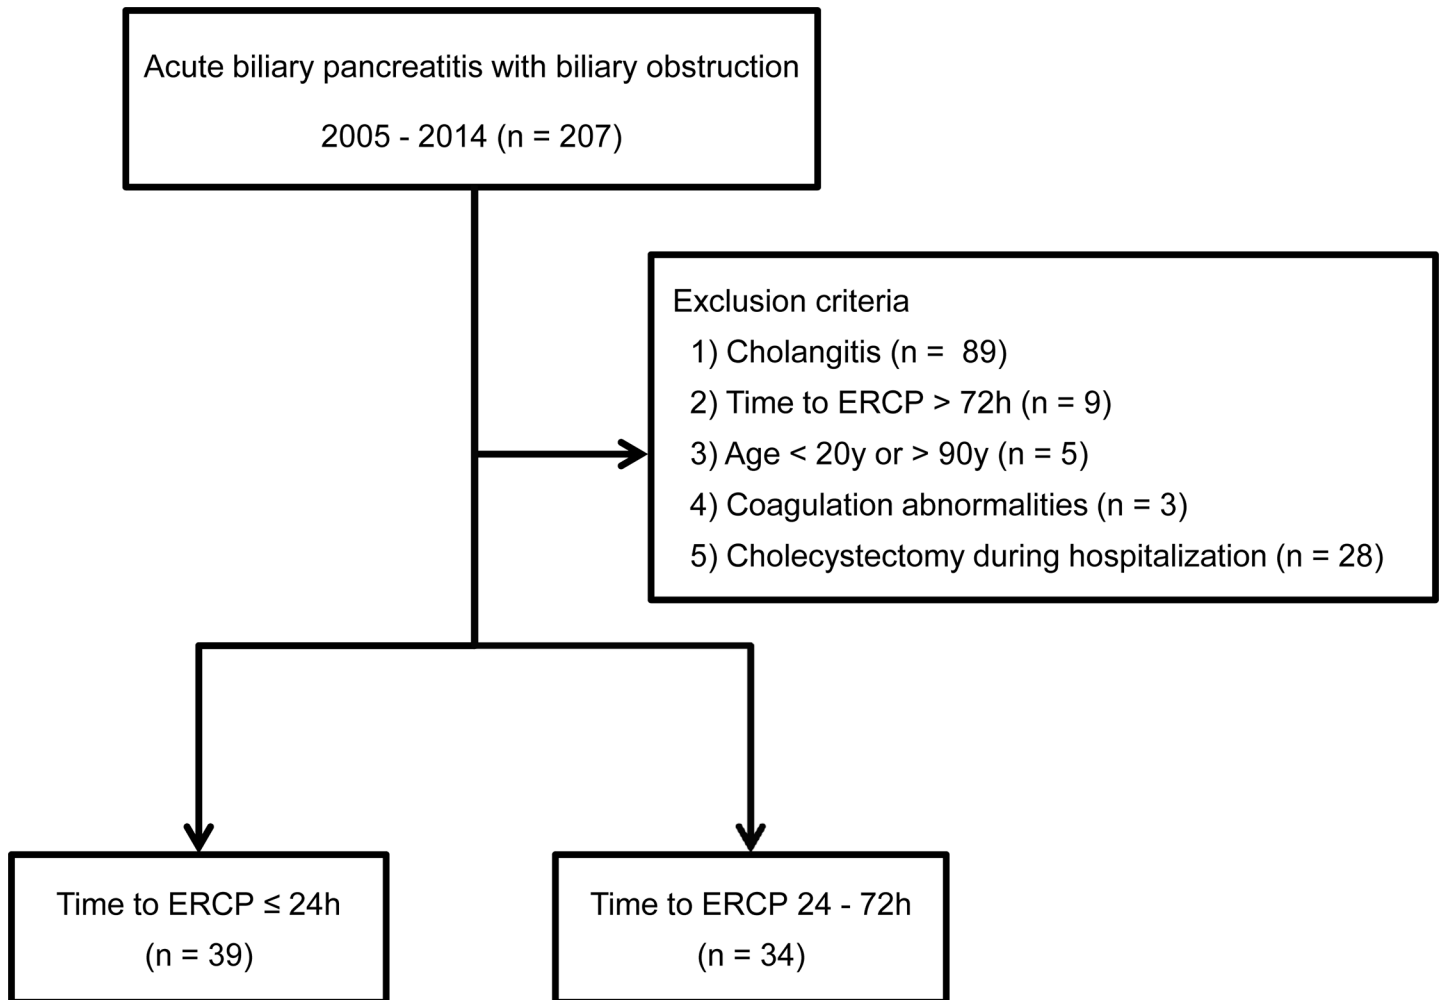 Acute biliary pancreatitis with biliary obstruction
2005 - 2014 (n = 207)
Exclusion criteria
1) Cholangitis (n =  89)
2) Time to ERCP > 72h (n = 9)
3) Age < 20y or > 90y (n = 5)
4) Coagulation abnormalities (n = 3)
5) Cholecystectomy during hospitalization (n = 28)
Time to ERCP ≤ 24h
(n = 39)
Time to ERCP 24 - 72h
(n = 34)